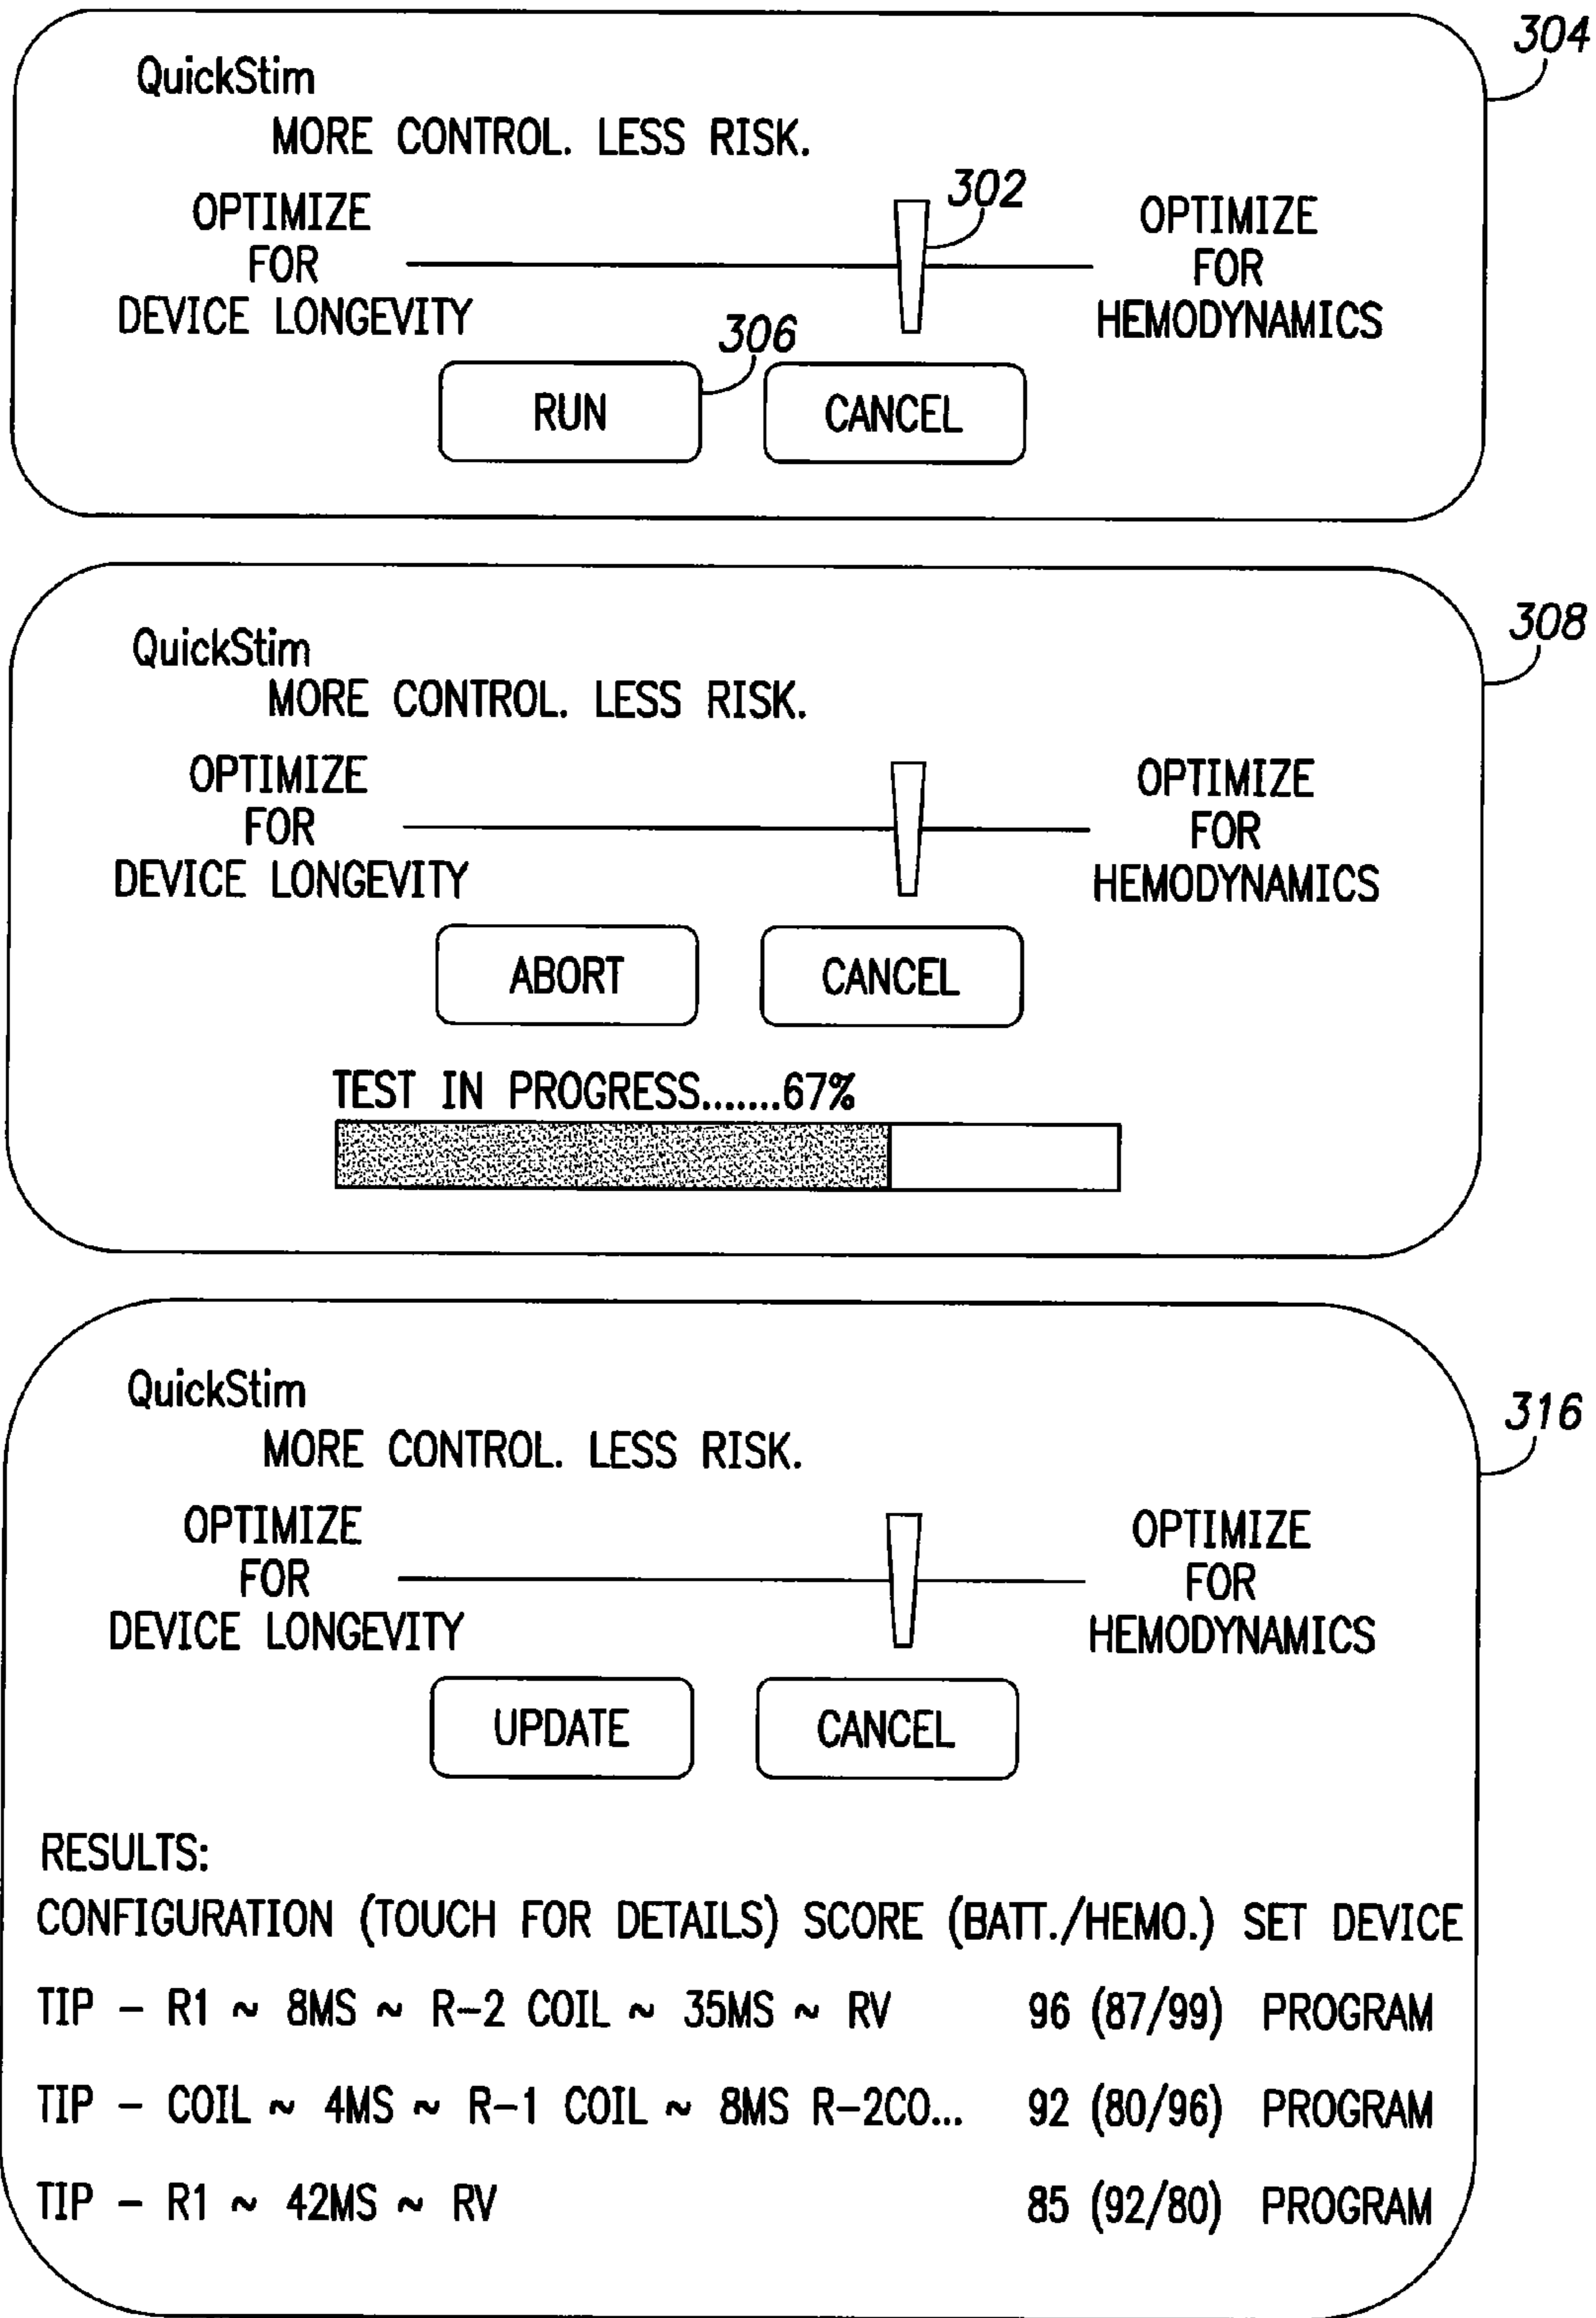 304
QuickStim
MORE CONTROL. LESS RISK.
302
OPTIMIZE
FOR
DEVICE LONGEVITY
OPTIMIZE
FOR
HEMODYNAMICS
306
RUN
CANCEL
308
QuickStim
MORE CONTROL. LESS RISK.
OPTIMIZE
FOR
DEVICE LONGEVITY
OPTIMIZE
FOR
HEMODYNAMICS
ABORT
CANCEL
TEST IN PROGRESS.......67%
316
QuickStim
MORE CONTROL. LESS RISK.
OPTIMIZE
FOR
DEVICE LONGEVITY
OPTIMIZE
FOR
HEMODYNAMICS
UPDATE
CANCEL
RESULTS:
CONFIGURATION (TOUCH FOR DETAILS) SCORE (BATT./HEMO.) SET DEVICE
TIP - R1 ~ 8MS ~ R-2 COIL ~ 35MS ~ RV 96 (87/99) PROGRAM
TIP - COIL ~ 4MS ~ R-1 COIL ~ 8MS R-2CO... 92 (80/96) PROGRAM
TIP - R1 ~ 42MS ~ RV 85 (92/80) PROGRAM